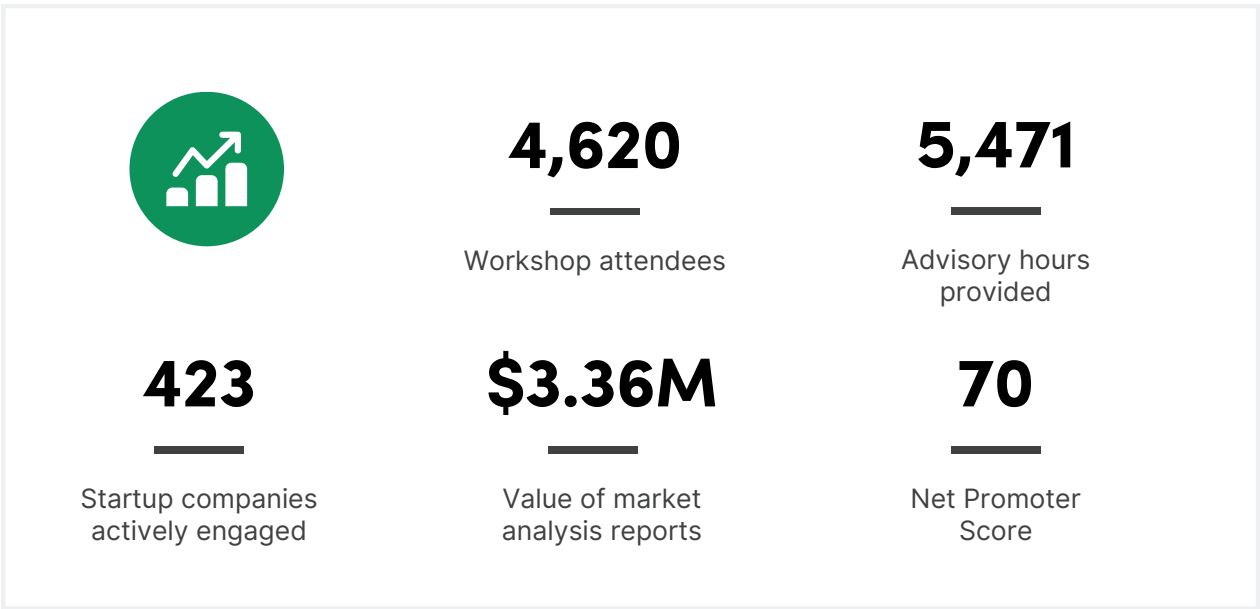 4,620
Workshop attendees
5,471
Advisory hours
provided
423
Startup companies
actively engaged
$3.36M
Value of market
analysis reports
70
Net Promoter
Score